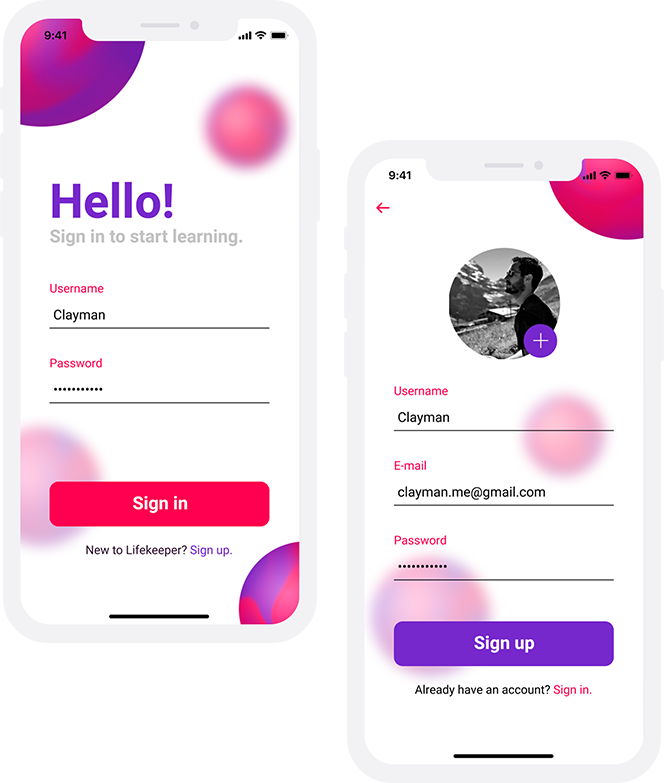 9:41
Hello!
Sign in to start learning.
Username
Clayman
Password
•••••••••••
Sign in
New to Lifekeeper? Sign up.
9:41
Username
Clayman
E-mail
clayman.me@gmail.com
Password
•••••••••••
Sign up
Already have an account? Sign in.